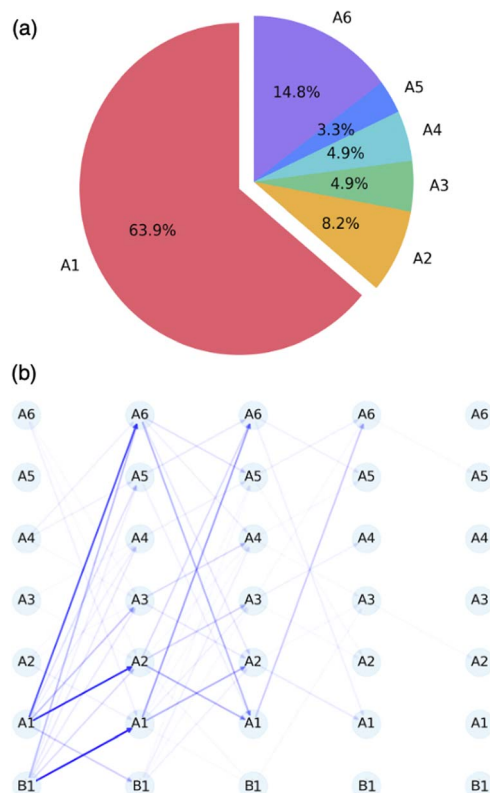 (a)
A6
A5
A4
A3
A2
A1
14.8%
3.3%
4.9%
4.9%
8.2%
63.9%
(b)
A6 A6 A6 A6 A6
A5 A5 A5 A5 A5
A4 A4 A4 A4 A4
A3 A3 A3 A3 A3
A2 A2 A2 A2 A2
A1 A1 A1 A1 A1
B1 B1 B1 B1 B1